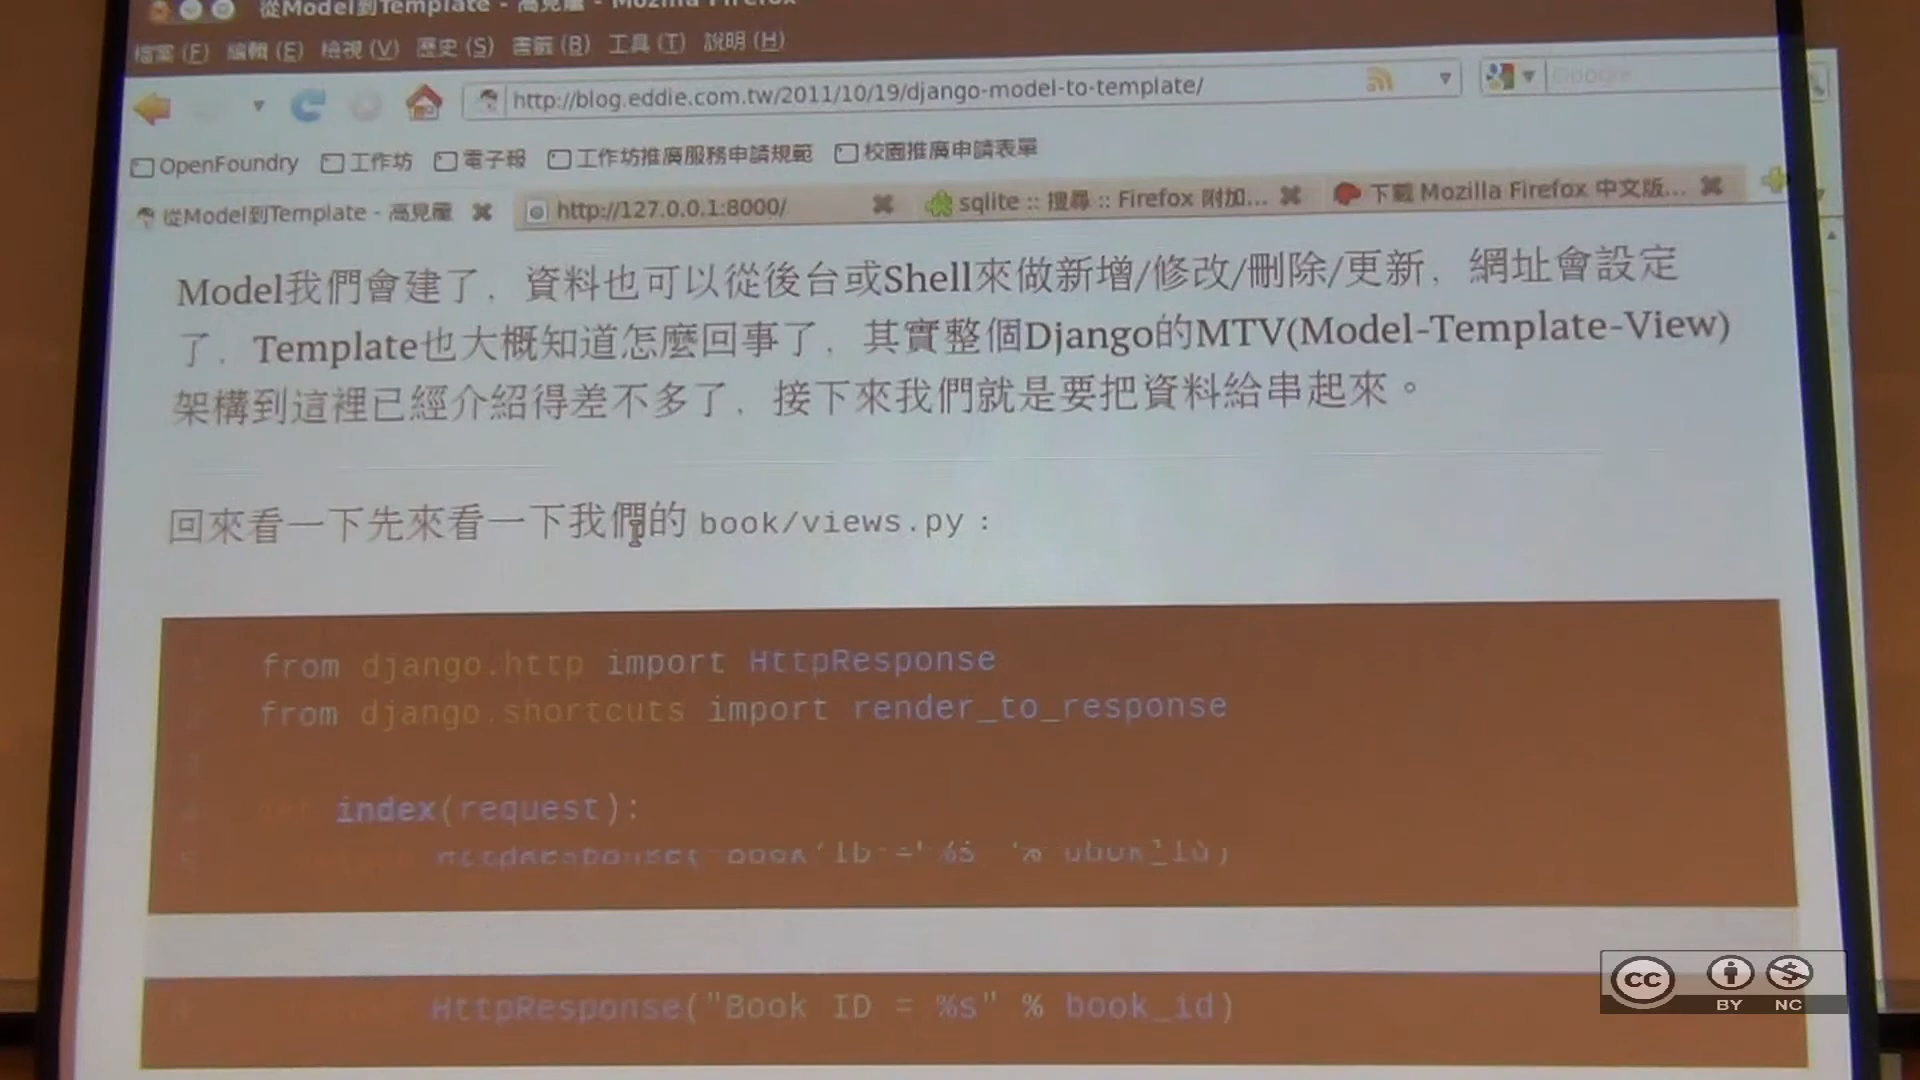 從Model到Template - 高見龍 - Mozilla Firefox
檔案 (F) 編輯 (E) 檢視 (V) 歷史 (S) 書籤 (B) 工具 (T) 說明 (H)
http://blog.eddie.com.tw/2011/10/19/django-model-to-template/ Google
OpenFoundry 工作坊 電子報 工作坊推廣服務申請規範 校園推廣申請表單
從Model到Template - 高見龍 http://127.0.0.1:8000/ sqlite :: 搜尋 :: Firefox 附加... 下載 Mozilla Firefox 中文版...
Model我們會建了，資料也可以從後台或Shell來做新增/修改/刪除/更新，網址會設定
了，Template也大概知道怎麼回事了，其實整個Django的MTV(Model-Template-View)
架構到這裡已經介紹得差不多了，接下來我們就是要把資料給串起來。
回來看一下先來看一下我們的 book/views.py：
from django.http import HttpResponse
from django.shortcuts import render_to_response
def index(request):
HttpResponse("Book ID = %s" % book_id)
CC BY NC